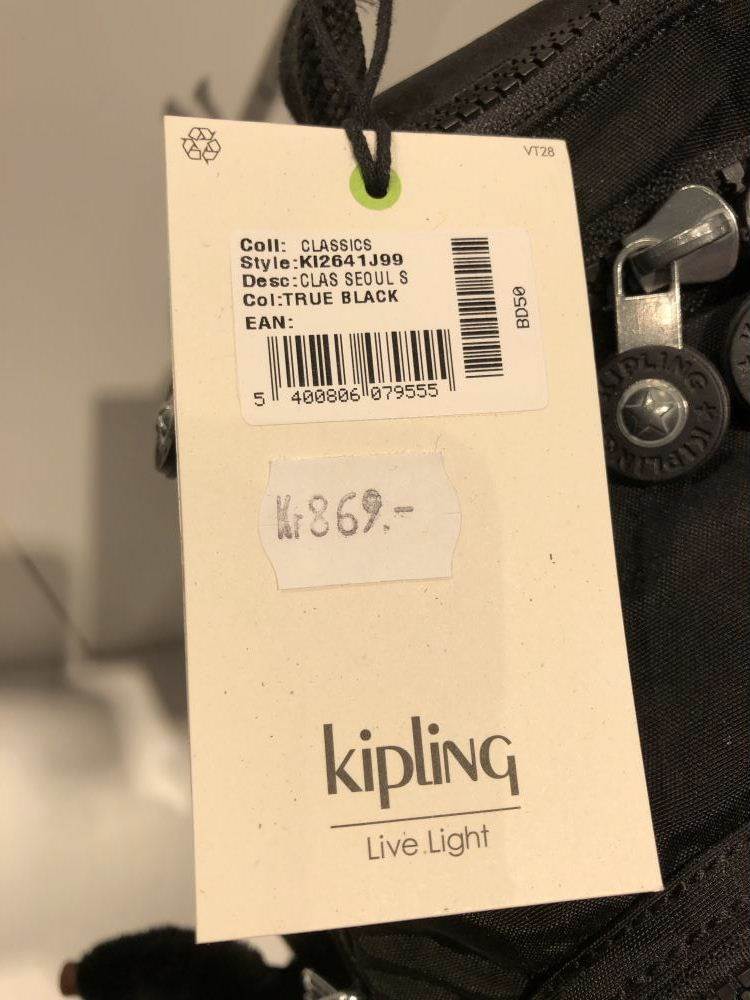 VT28
Coll: CLASSICS
Style:KI2641J99
Desc:CLAS SEOUL S
Col:TRUE BLACK
EAN:
5 400806 079555
BD50
Kr869.-
kipling
Live.Light
KIPLING
KIPLING